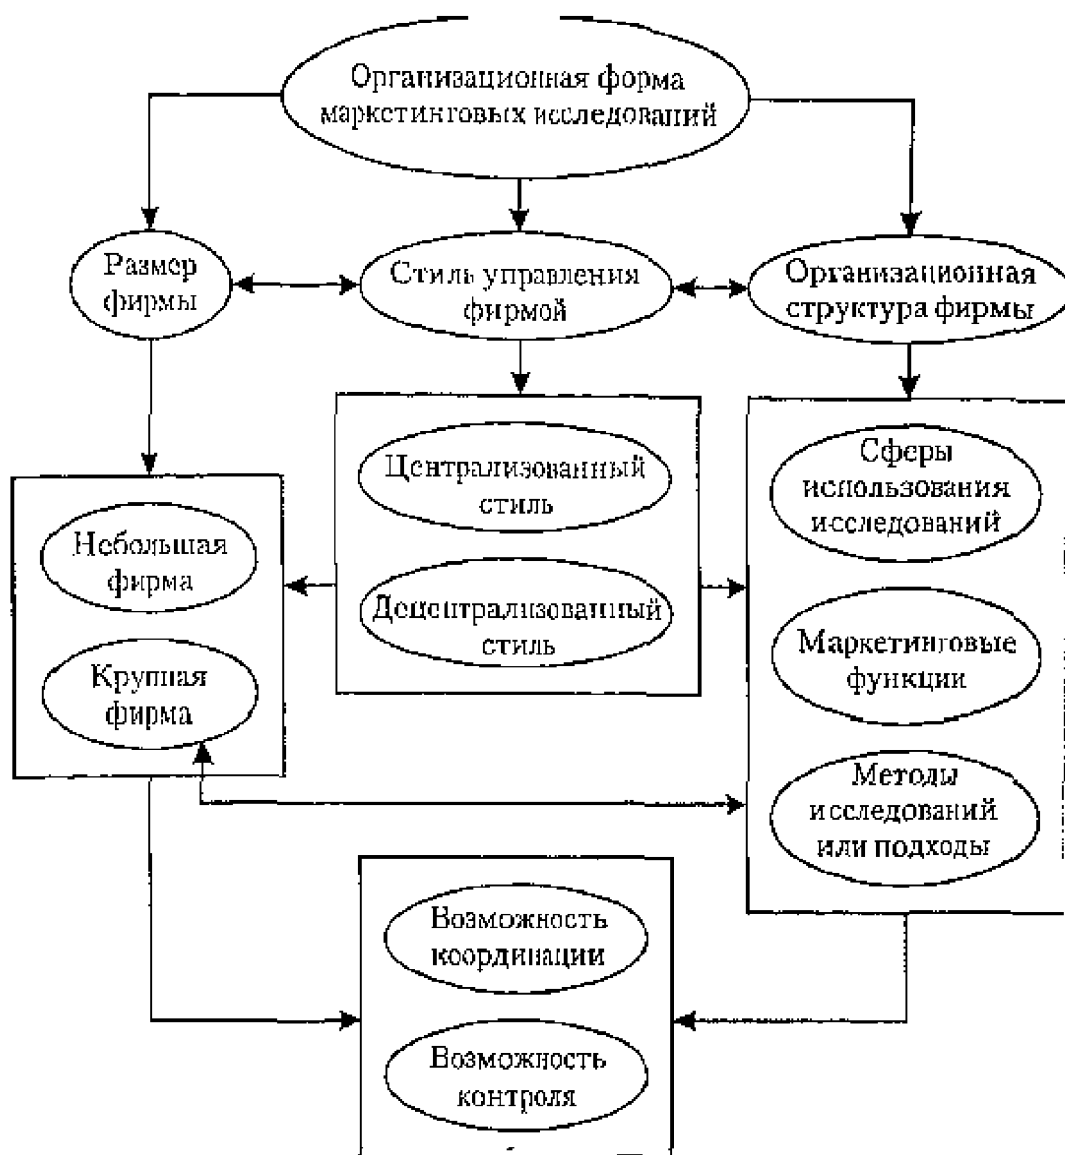 Организационная форма
маркетинговых исследований
Размер
фирмы
Стиль управления
фирмой
Организационная
структура фирмы
Централизованный
стиль
Децентрализованный
стиль
Небольшая
фирма
Крупная
фирма
Сферы
использования
исследований
Маркетинговые
функции
Методы
исследований
или подходы
Возможность
координации
Возможность
контроля